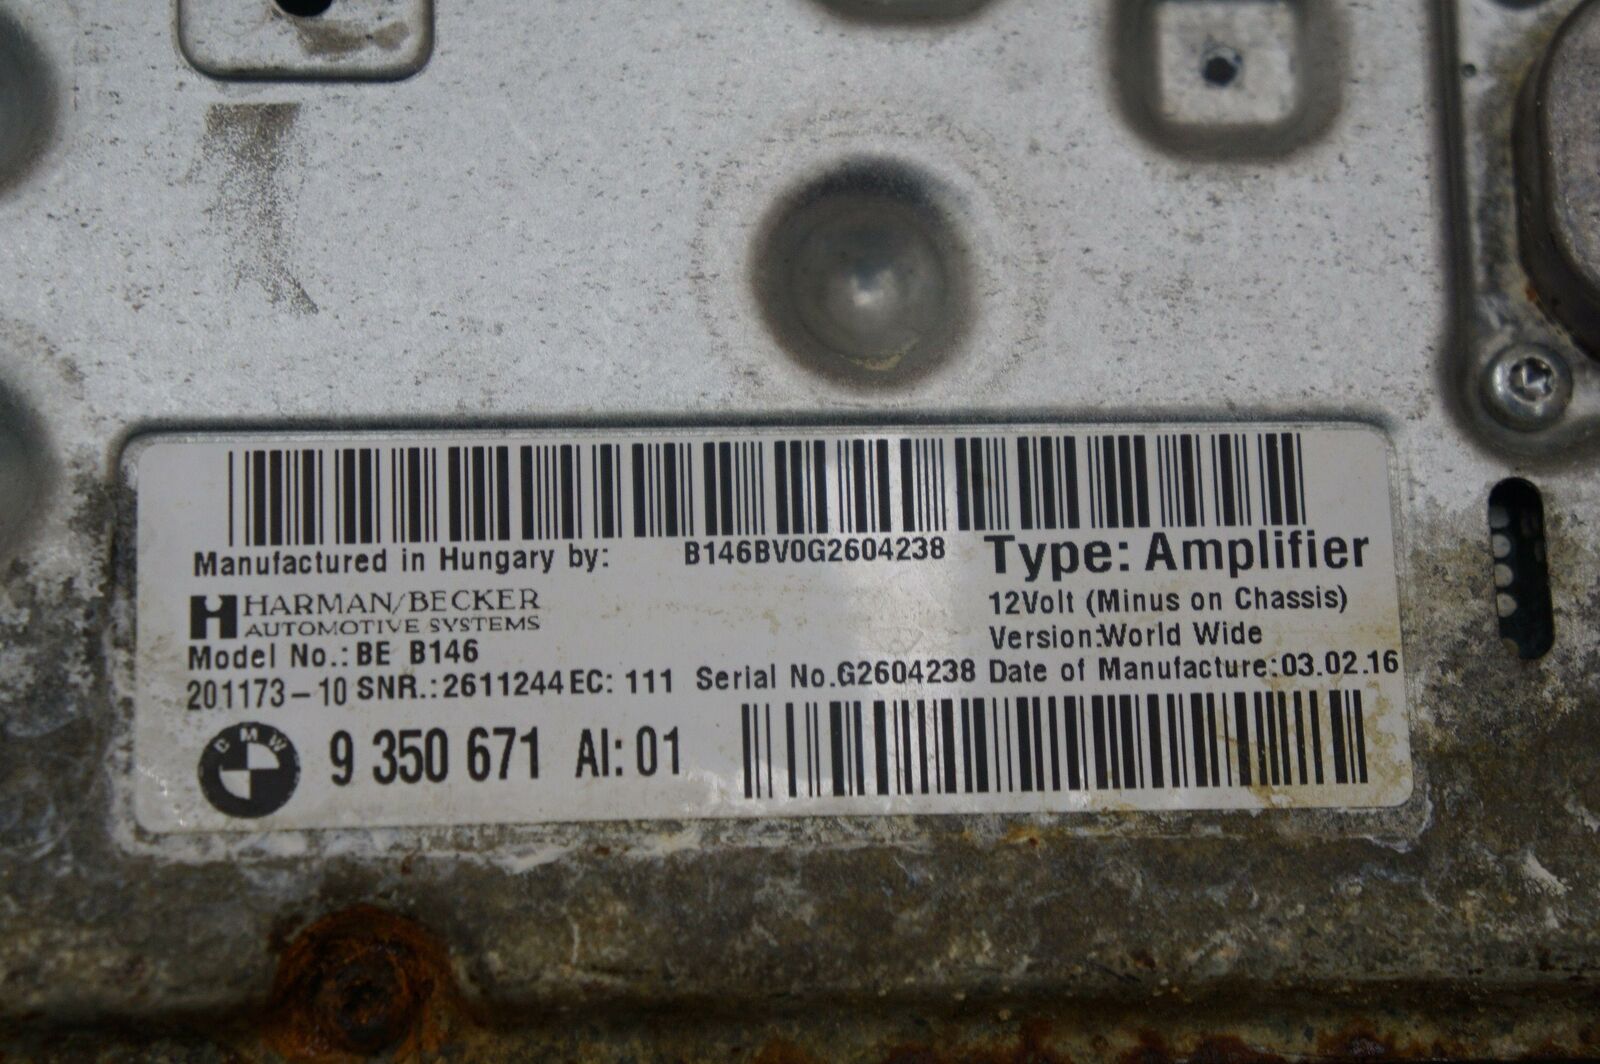 Manufactured in Hungary by: B146BV0G2604238 Type: Amplifier
HARMAN/BECKER 12Volt (Minus on Chassis)
AUTOMOTIVE SYSTEMS Version:World Wide
Model No.: BE B146
201173-10 SNR.:2611244 EC: 111 Serial No.G2604238 Date of Manufacture:03.02.16
BMW 9 350 671 AI: 01